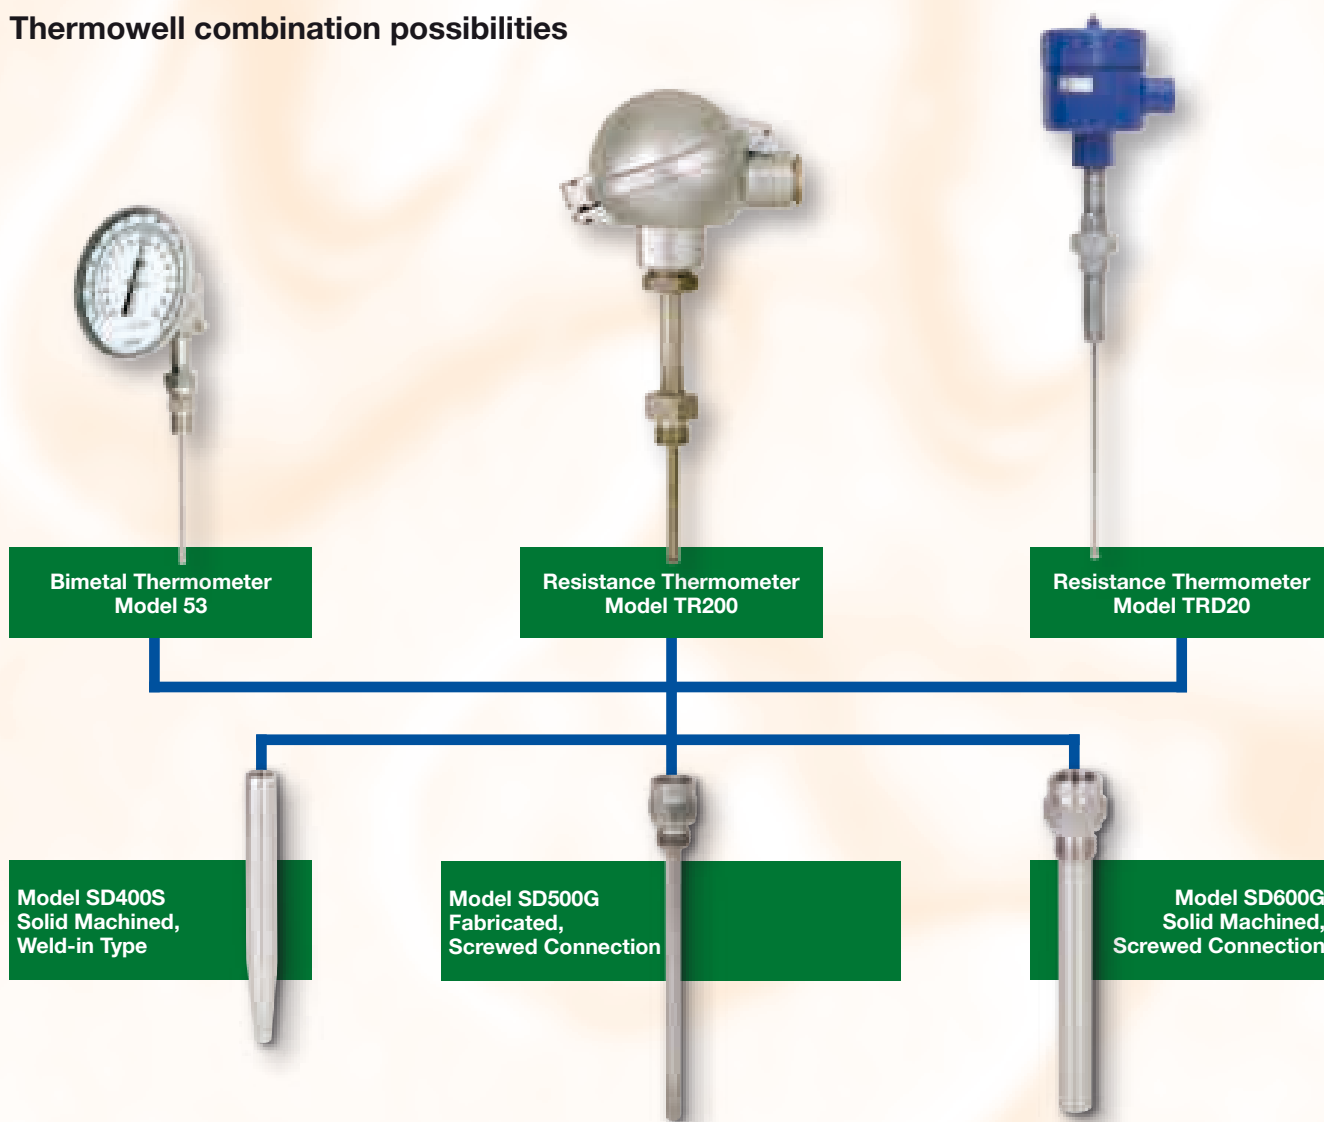 Thermowell combination possibilities
Bimetal Thermometer
Model 53
Resistance Thermometer
Model TR200
Resistance Thermometer
Model TRD20
Model SD400S
Solid Machined,
Weld-in Type
Model SD500G
Fabricated,
Screwed Connection
Model SD600G
Solid Machined,
Screwed Connection